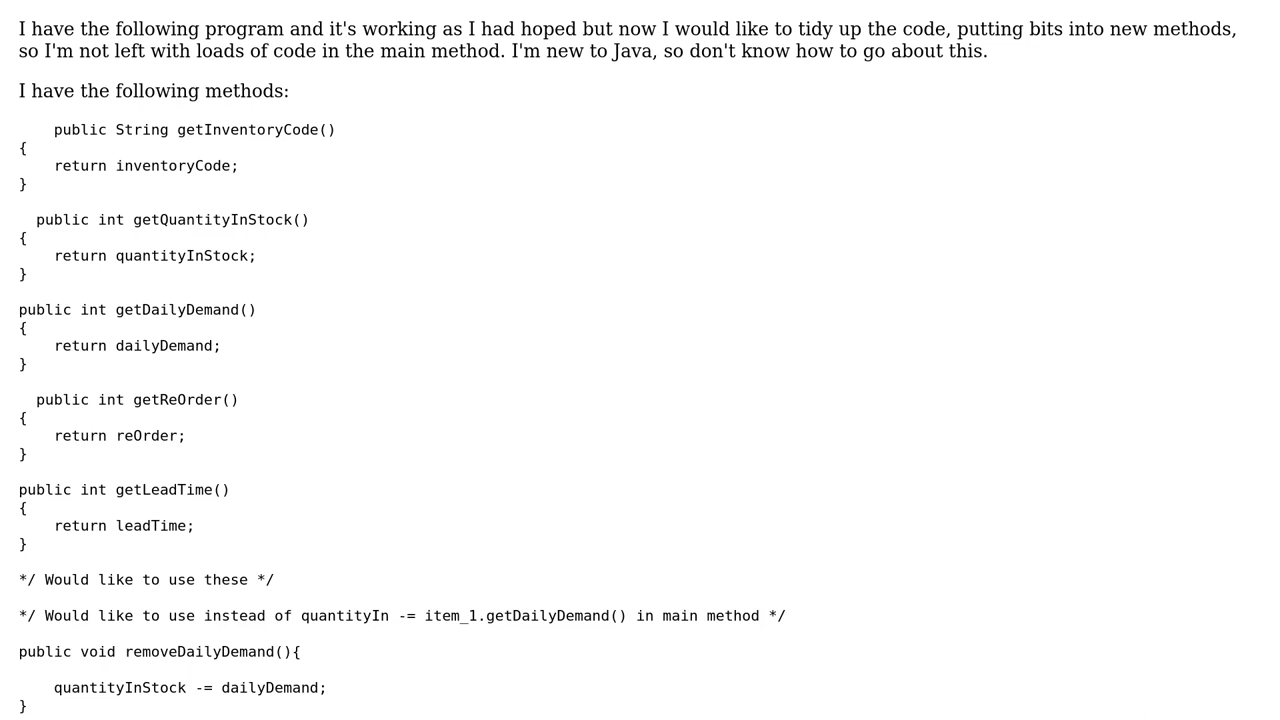 I have the following program and it's working as I had hoped but now I would like to tidy up the code, putting bits into new methods,
so I'm not left with loads of code in the main method. I'm new to Java, so don't know how to go about this.
I have the following methods:
    public String getInventoryCode()
{
    return inventoryCode;
}
  public int getQuantityInStock()
{
    return quantityInStock;
}
public int getDailyDemand()
{
    return dailyDemand;
}
  public int getReOrder()
{
    return reOrder;
}
public int getLeadTime()
{
    return leadTime;
}
*/ Would like to use these */
*/ Would like to use instead of quantityIn -= item_1.getDailyDemand() in main method */
public void removeDailyDemand(){
    quantityInStock -= dailyDemand;
}